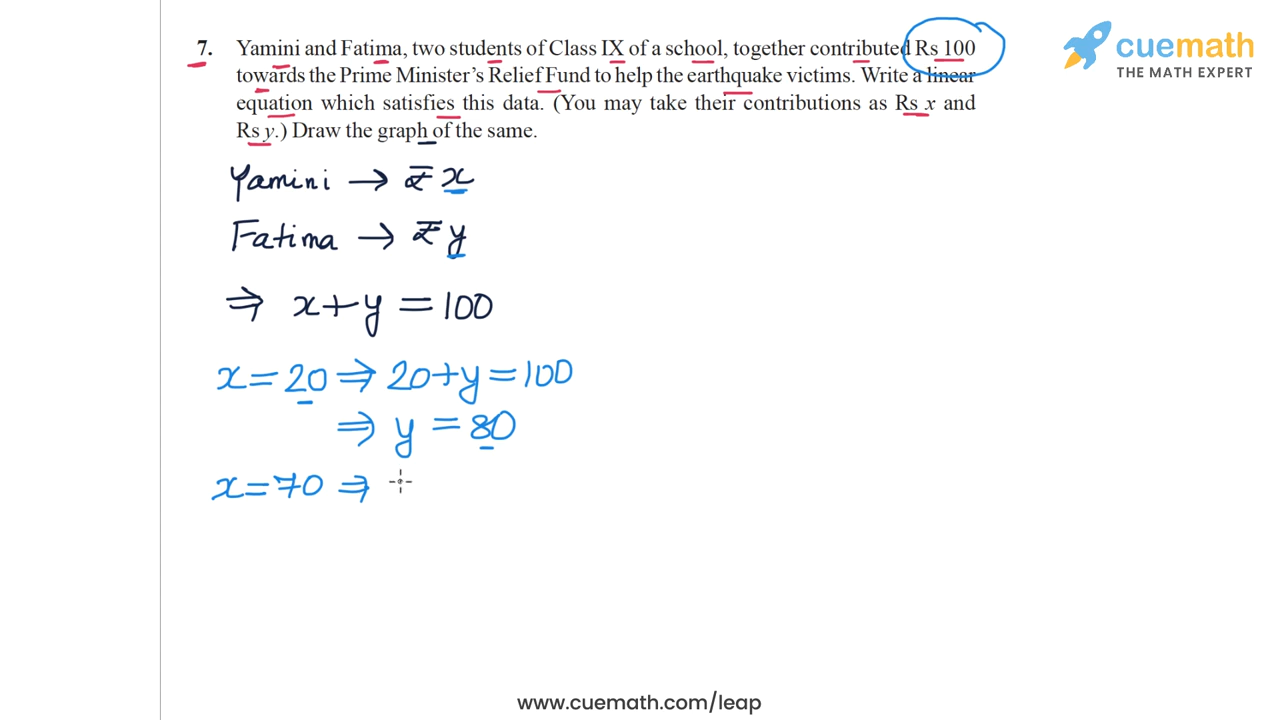 7. Yamini and Fatima, two students of Class IX of a school, together contributed Rs 100
towards the Prime Minister's Relief Fund to help the earthquake victims. Write a linear
equation which satisfies this data. (You may take their contributions as Rs x and
Rs y.) Draw the graph of the same.
cuemath
THE MATH EXPERT
Yamini → ₹ x
Fatima → ₹ y
⇒ x+y = 100
x = 20 ⇒ 20+y = 100
⇒ y = 80
x = 70 ⇒
www.cuemath.com/leap